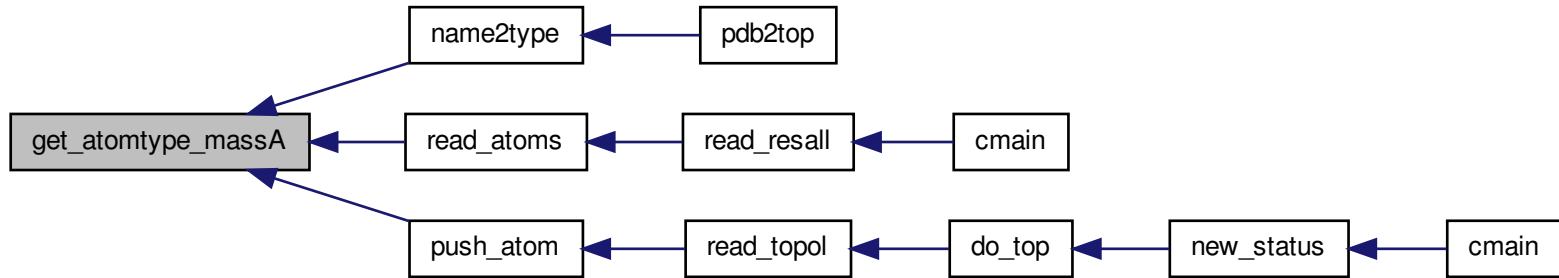 name2type
pdb2top
get_atomtype_massA
read_atoms
read_resall
cmain
push_atom
read_topol
do_top
new_status
cmain